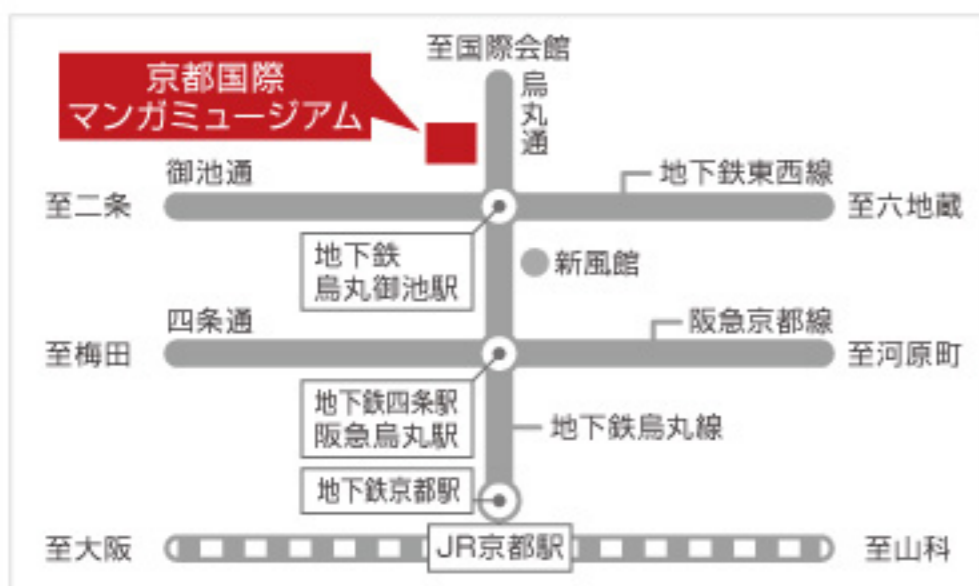 至国際会館
京都国際
マンガミュージアム
烏丸通
御池通
地下鉄東西線
至二条
至六地蔵
地下鉄
烏丸御池駅
新風館
四条通
阪急京都線
至梅田
至河原町
地下鉄四条駅
阪急烏丸駅
地下鉄烏丸線
地下鉄京都駅
至大阪
JR京都駅
至山科